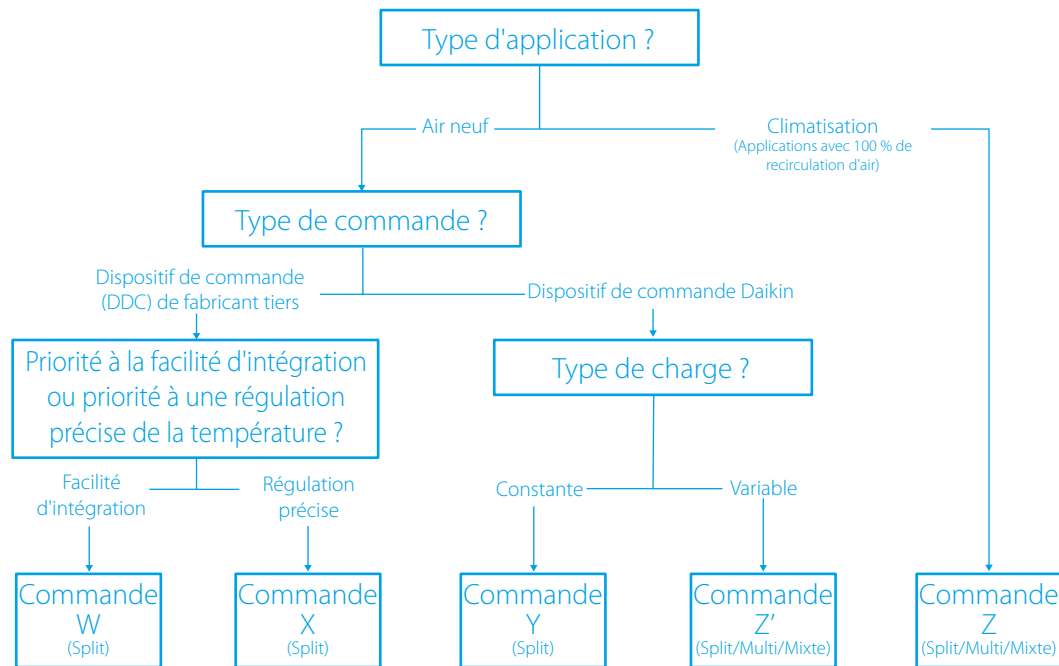 Type d'application ?
Air neuf
Climatisation
(Applications avec 100 % de
recirculation d'air)
Type de commande ?
Dispositif de commande
(DDC) de fabricant tiers
Dispositif de commande Daikin
Priorité à la facilité d'intégration
ou priorité à une régulation
précise de la température ?
Type de charge ?
Facilité
d'intégration
Régulation
précise
Constante
Variable
Commande
W
(Split)
Commande
X
(Split)
Commande
Y
(Split)
Commande
Z'
(Split/Multi/Mixte)
Commande
Z
(Split/Multi/Mixte)